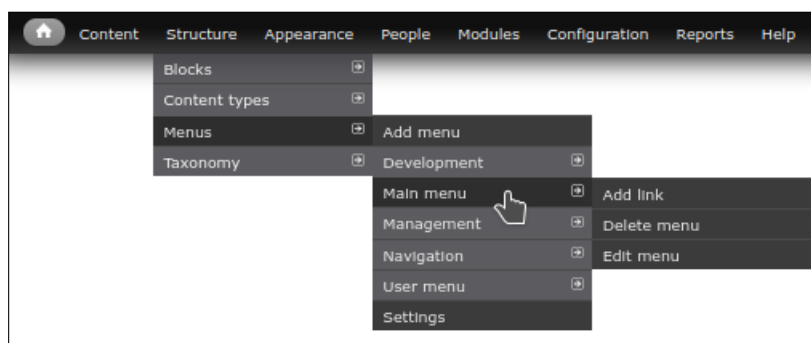 Content Structure Appearance People Modules Configuration Reports Help
Blocks
Content types
Menus
Taxonomy
Add menu
Development
Main menu
Management
Navigation
User menu
Settings
Add link
Delete menu
Edit menu